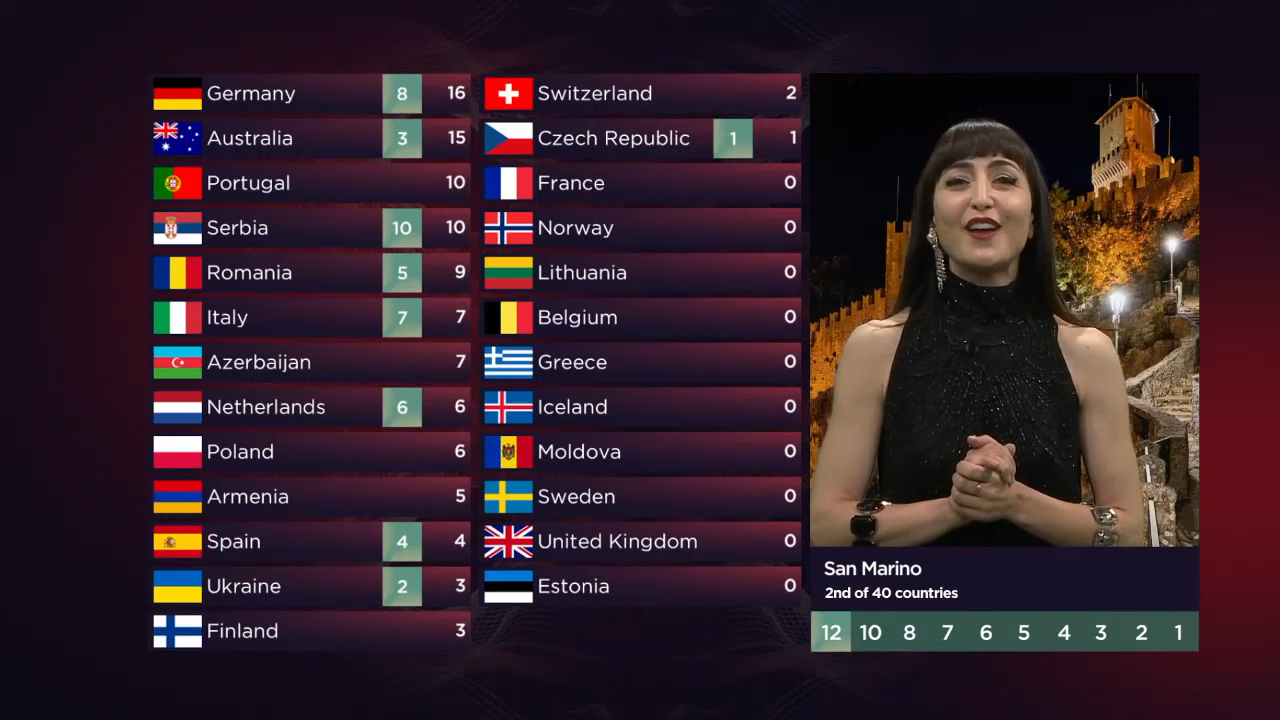 Germany 8 16
Australia 3 15
Portugal 10
Serbia 10 10
Romania 5 9
Italy 7 7
Azerbaijan 7
Netherlands 6 6
Poland 6
Armenia 5
Spain 4 4
Ukraine 2 3
Finland 3
Switzerland 2
Czech Republic 1 1
France 0
Norway 0
Lithuania 0
Belgium 0
Greece 0
Iceland 0
Moldova 0
Sweden 0
United Kingdom 0
Estonia 0
San Marino
2nd of 40 countries
12 10 8 7 6 5 4 3 2 1